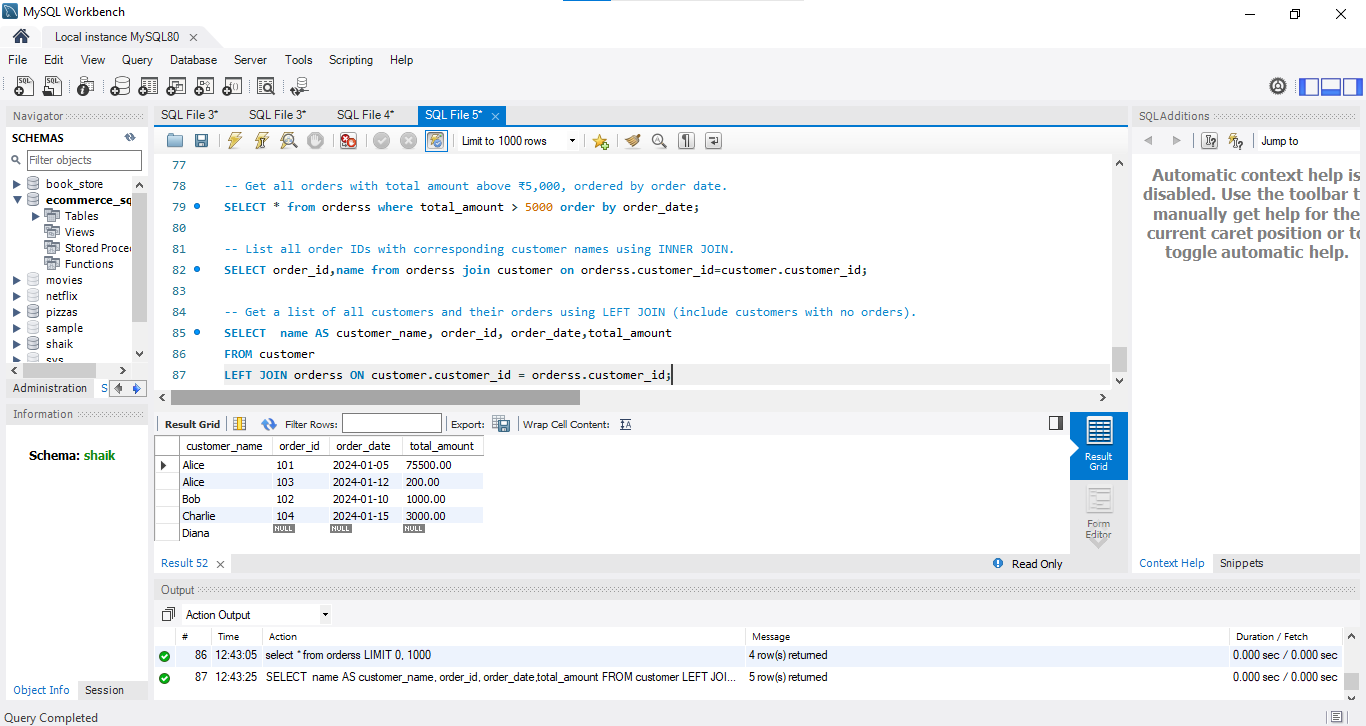 MySQL Workbench
Local instance MySQL80
File Edit View Query Database Server Tools Scripting Help
Navigator
SCHEMAS
Filter objects
book_store
ecommerce_sq
Tables
Views
Stored Proce
Functions
movies
netflix
pizzas
sample
shaik
sys
Administration S
Information
Schema: shaik
Object Info Session
Query Completed
SQL File 3* SQL File 3* SQL File 4* SQL File 5*
Limit to 1000 rows
77
78 -- Get all orders with total amount above ₹5,000, ordered by order date.
79 SELECT * from orderss where total_amount > 5000 order by order_date;
80
81 -- List all order IDs with corresponding customer names using INNER JOIN.
82 SELECT order_id,name from orderss join customer on orderss.customer_id=customer.customer_id;
83
84 -- Get a list of all customers and their orders using LEFT JOIN (include customers with no orders).
85 SELECT  name AS customer_name, order_id, order_date,total_amount
86 FROM customer
87 LEFT JOIN orderss ON customer.customer_id = orderss.customer_id;
Result Grid Filter Rows: Export: Wrap Cell Content:
customer_name order_id order_date total_amount
Alice 101 2024-01-05 75500.00
Alice 103 2024-01-12 200.00
Bob 102 2024-01-10 1000.00
Charlie 104 2024-01-15 3000.00
Diana NULL NULL NULL
Result
Grid
Form
Editor
Result 52 Read Only
Output
Action Output
# Time Action Message Duration / Fetch
86 12:43:05 select * from orderss LIMIT 0, 1000 4 row(s) returned 0.000 sec / 0.000 sec
87 12:43:25 SELECT  name AS customer_name, order_id, order_date,total_amount FROM customer LEFT JOI... 5 row(s) returned 0.000 sec / 0.000 sec
SQLAdditions
Jump to
Automatic context help is
disabled. Use the toolbar t
manually get help for the
current caret position or to
toggle automatic help.
Context Help Snippets